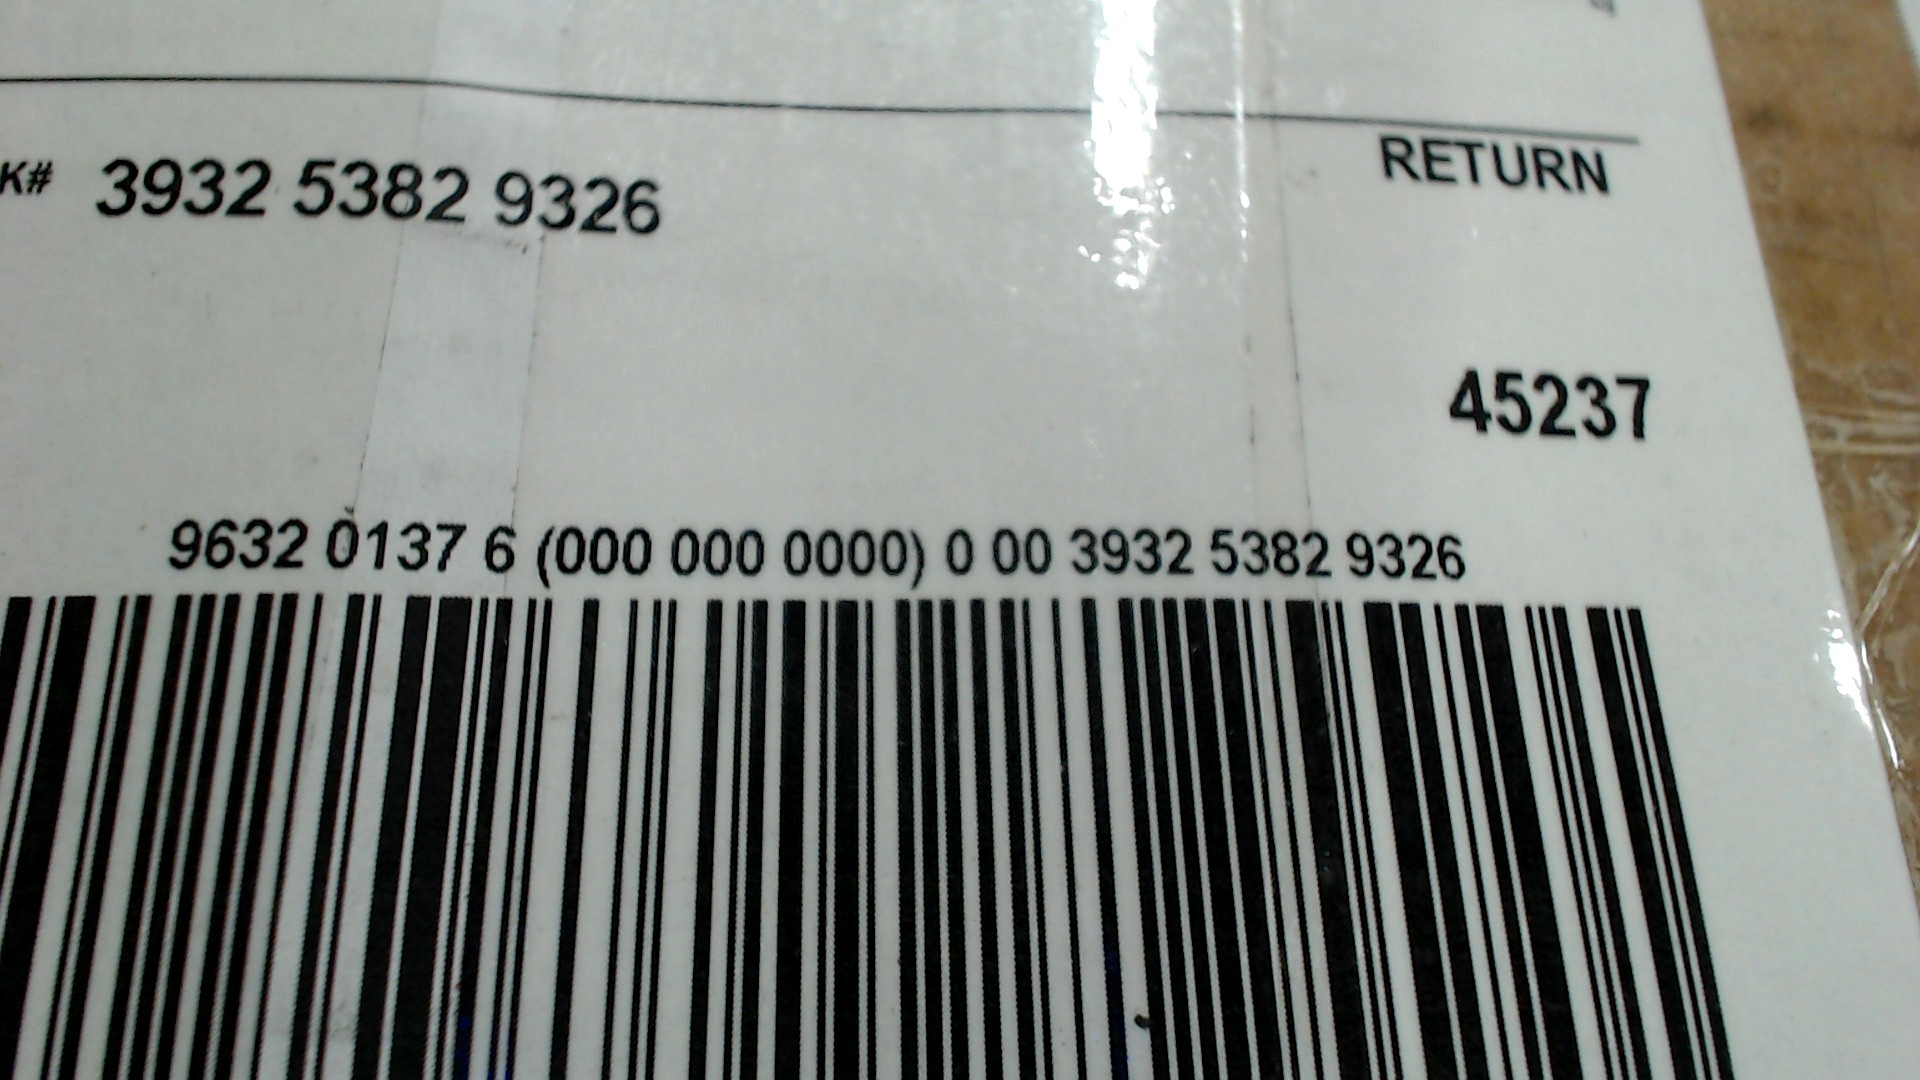 K# 3932 5382 9326
RETURN
45237
9632 0137 6 (000 000 0000) 0 00 3932 5382 9326